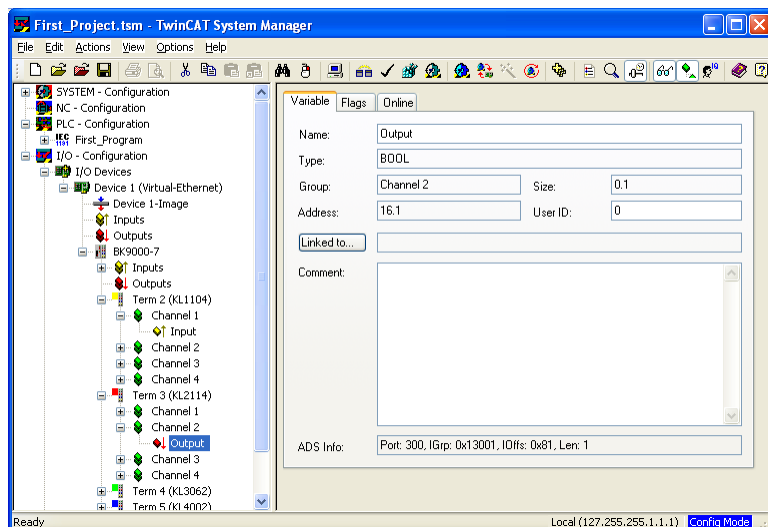 First_Project.tsm - TwinCAT System Manager
File Edit Actions View Options Help
SYSTEM - Configuration
NC - Configuration
PLC - Configuration
IEC 1131 First_Program
I/O - Configuration
I/O Devices
Device 1 (Virtual-Ethernet)
Device 1-Image
Inputs
Outputs
BK9000-7
Inputs
Outputs
Term 2 (KL1104)
Channel 1
Input
Channel 2
Channel 3
Channel 4
Term 3 (KL2114)
Channel 1
Channel 2
Output
Channel 3
Channel 4
Term 4 (KL3062)
Term 5 (KL4002)
Variable Flags Online
Name: Output
Type: BOOL
Group: Channel 2 Size: 0.1
Address: 16.1 User ID: 0
Linked to...
Comment:
ADS Info: Port: 300, IGrp: 0x13001, IOffs: 0x81, Len: 1
Ready Local (127.255.255.1.1.1) Config Mode